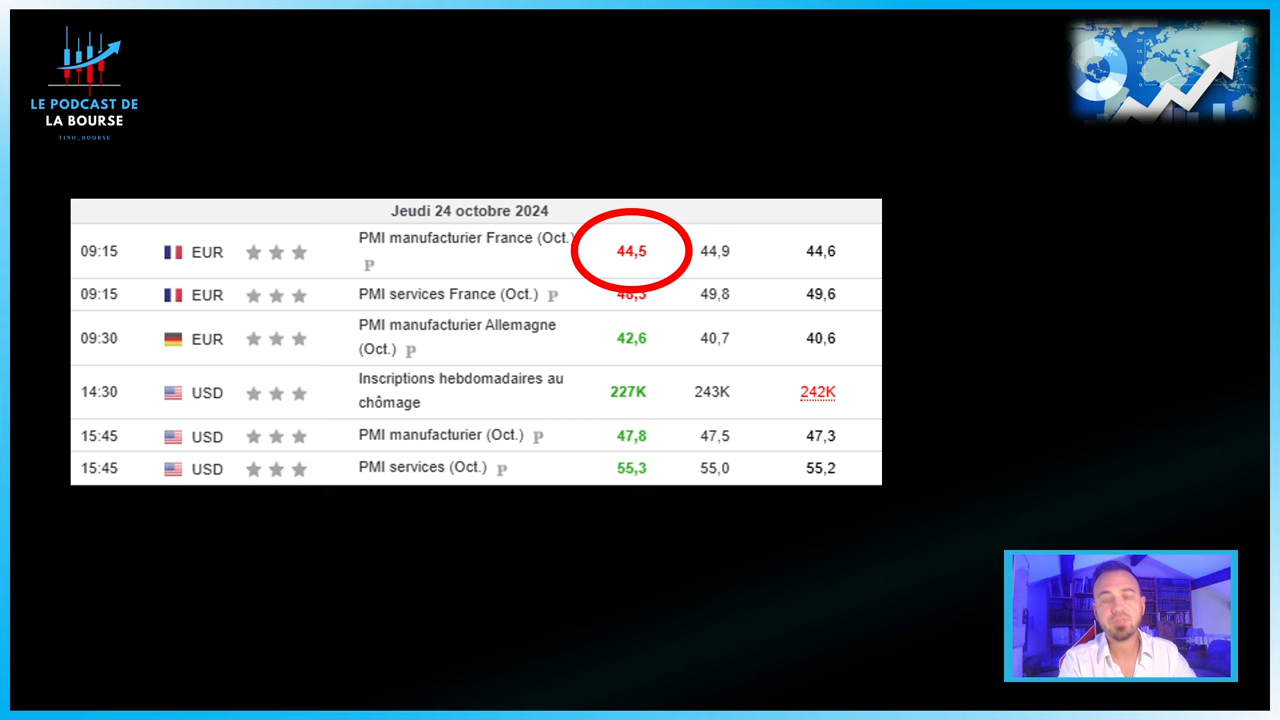 LE PODCAST DE
LA BOURSE
TINO_BOURSE
Jeudi 24 octobre 2024
09:15 EUR PMI manufacturier France (Oct.) 44,5 44,9 44,6
P
09:15 EUR PMI services France (Oct.) P 48,3 49,8 49,6
09:30 EUR PMI manufacturier Allemagne 42,6 40,7 40,6
(Oct.) P
14:30 USD Inscriptions hebdomadaires au 227K 243K 242K
chômage
15:45 USD PMI manufacturier (Oct.) P 47,8 47,5 47,3
15:45 USD PMI services (Oct.) P 55,3 55,0 55,2